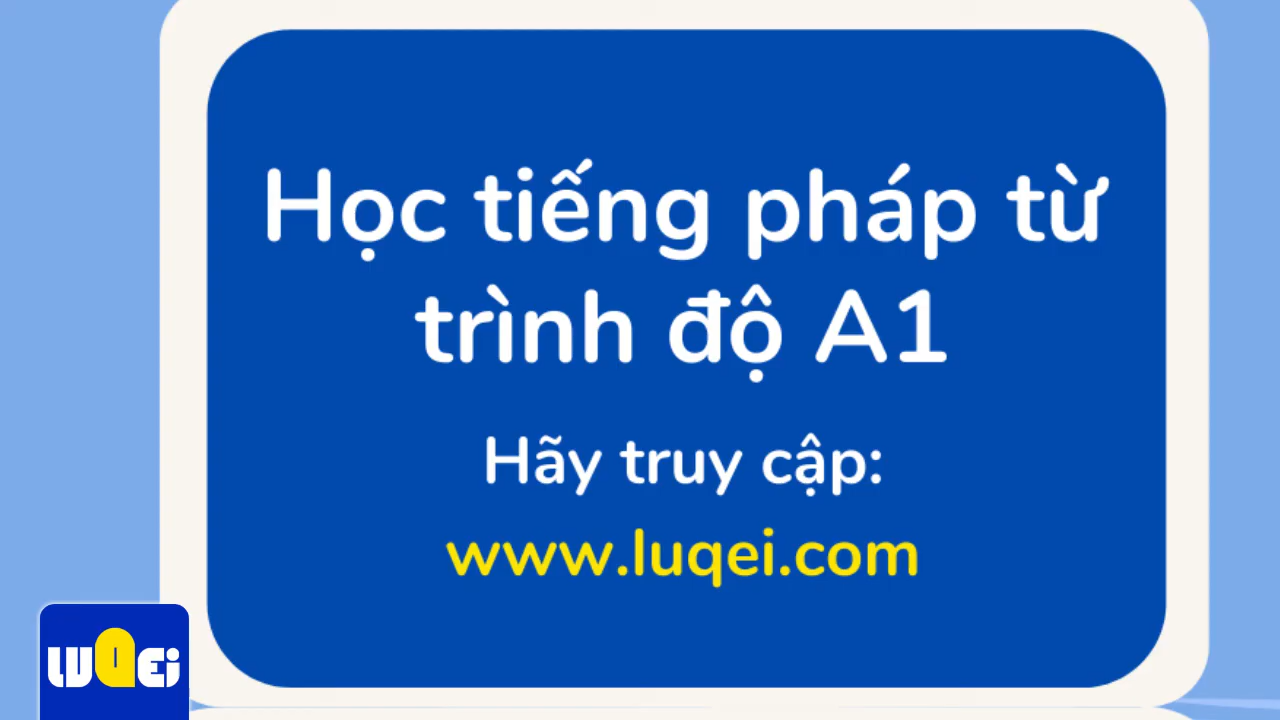 Học tiếng pháp từ
trình độ A1
Hãy truy cập:
www.luqei.com
LUQEi